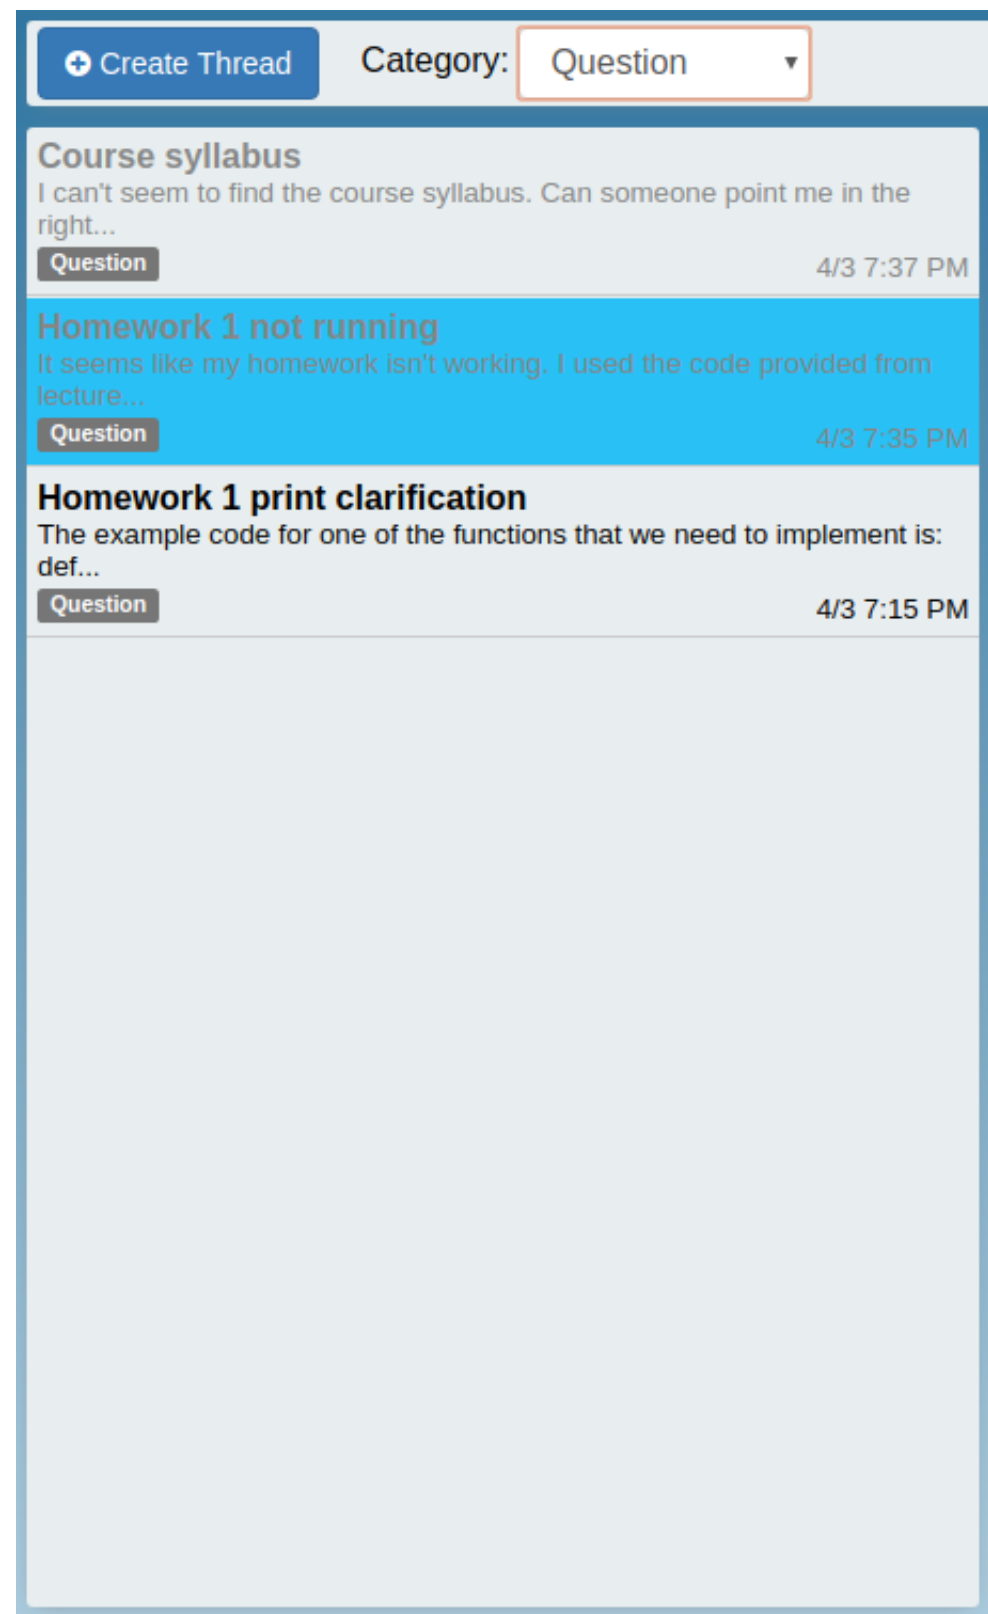 Create Thread Category: Question
Course syllabus
I can't seem to find the course syllabus. Can someone point me in the
right...
Question 4/3 7:37 PM
Homework 1 not running
It seems like my homework isn't working. I used the code provided from
lecture...
Question 4/3 7:35 PM
Homework 1 print clarification
The example code for one of the functions that we need to implement is:
def...
Question 4/3 7:15 PM